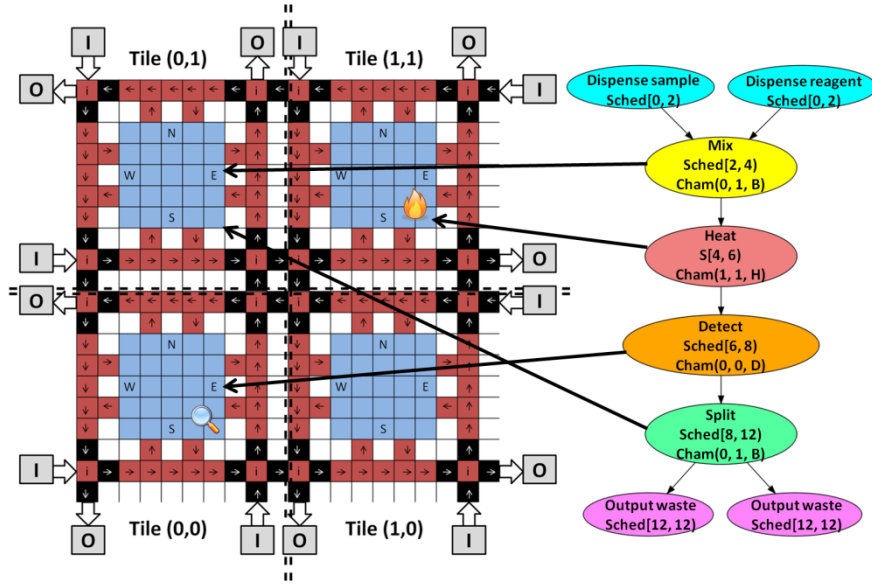 I
Tile (0,1)
O
I
Tile (1,1)
O
O
i
i
i
i
I
N
N
W
E
W
E
S
S
I
i
i
i
i
O
O
i
i
i
i
I
N
N
W
E
W
E
S
S
I
i
i
i
i
O
O
Tile (0,0)
I
O
Tile (1,0)
I
Dispense sample
Sched[0, 2)
Dispense reagent
Sched[0, 2)
Mix
Sched[2, 4)
Cham(0, 1, B)
Heat
S[4, 6)
Cham(1, 1, H)
Detect
Sched[6, 8)
Cham(0, 0, D)
Split
Sched[8, 12)
Cham(0, 1, B)
Output waste
Sched[12, 12)
Output waste
Sched[12, 12)